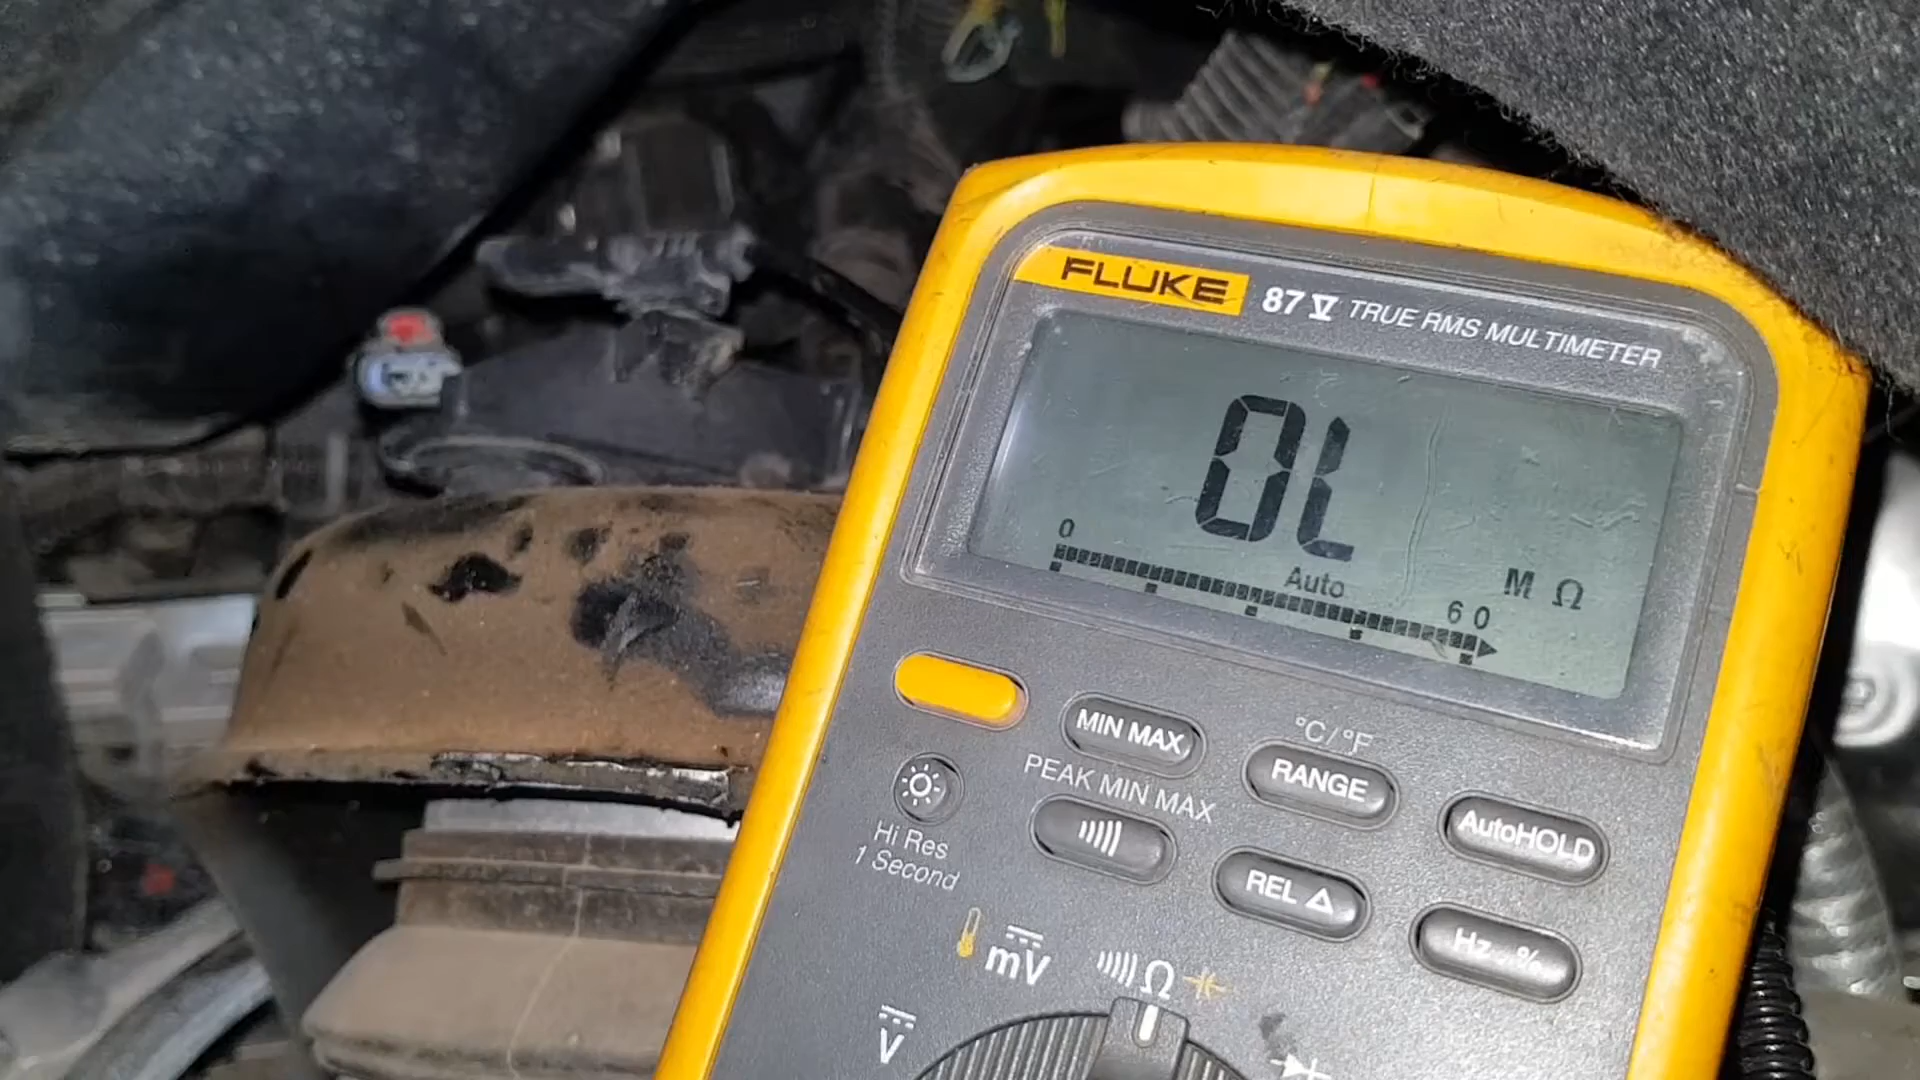 FLUKE 87 V TRUE RMS MULTIMETER
OL
0
Auto
60
M Ω
MIN MAX
°C/°F
RANGE
PEAK MIN MAX
AutoHOLD
Hi Res
1 Second
REL Δ
Hz %
mV
Ω
V